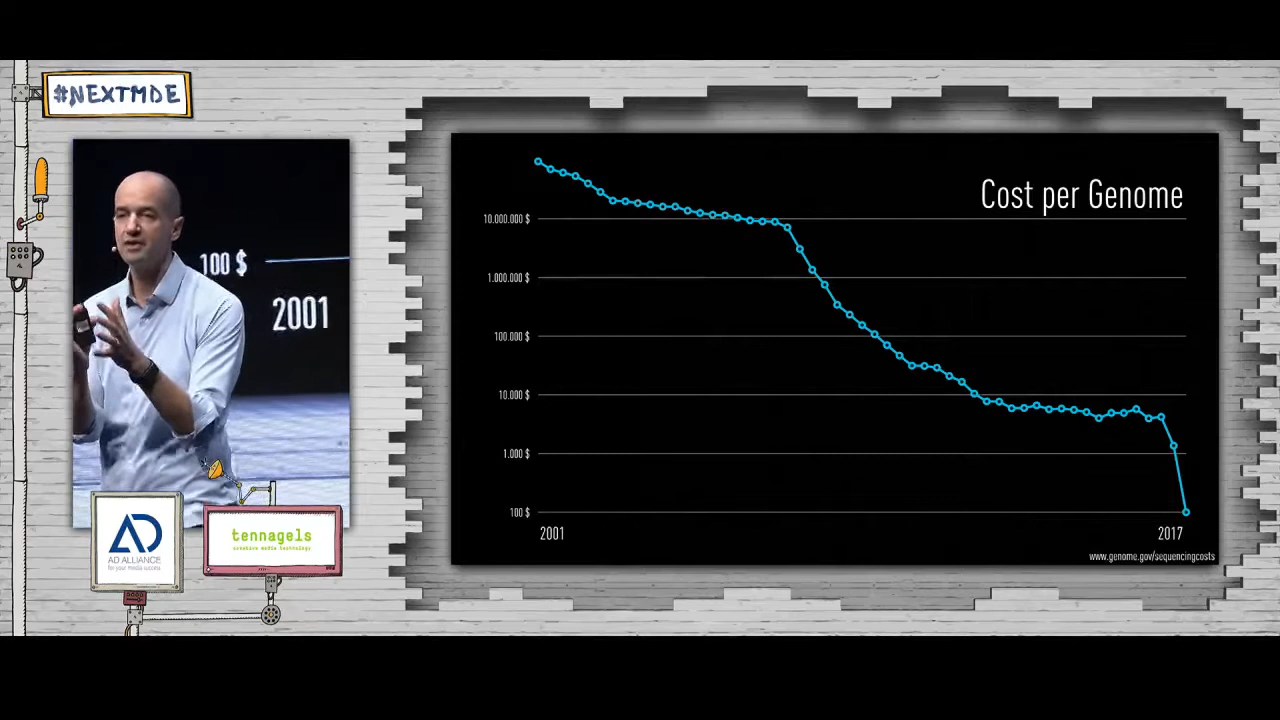 #NEXTMDE
100 $
2001
AD ALLIANCE
for your media success
tennagels
creative media technology
Cost per Genome
10.000.000 $
1.000.000 $
100.000 $
10.000 $
1.000 $
100 $
2001
2017
www.genome.gov/sequencingcosts